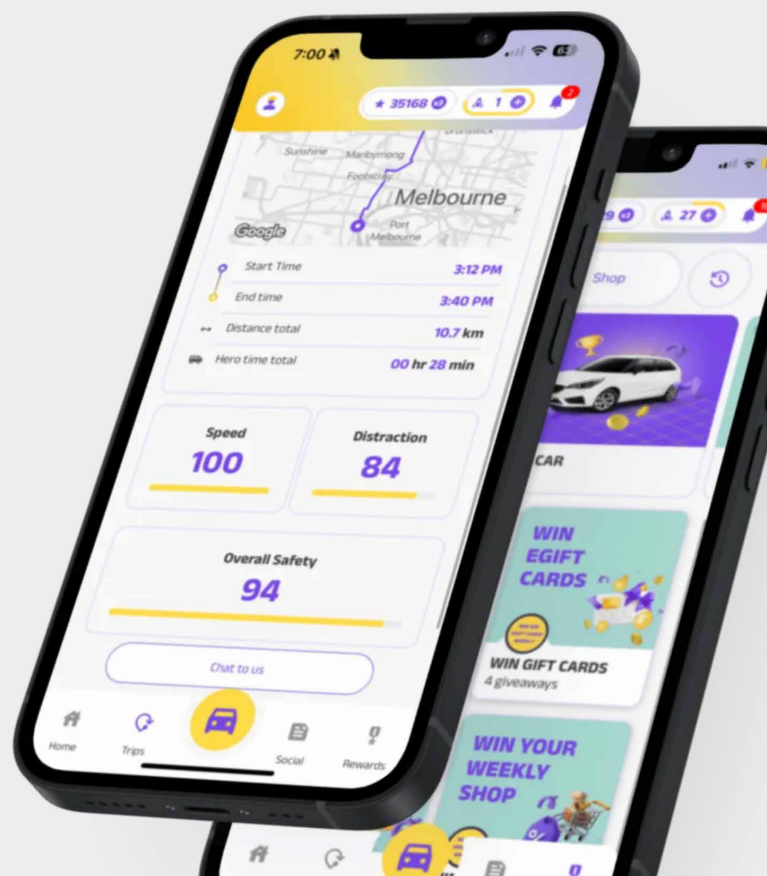 7:00
63
35168 x3
1
2
Brunswick
Sunshine
Maribyrnong
Footscray
Melbourne
Port
Melbourne
Google
Start Time 3:12 PM
End time 3:40 PM
Distance total 10.7 km
Hero time total 00 hr 28 min
Speed
100
Distraction
84
Overall Safety
94
Chat to us
Home
Trips
Social
Rewards
27
Shop
CAR
WIN
EGIFT
CARDS
WIN GIFT CARDS
4 giveaways
WIN YOUR
WEEKLY
SHOP